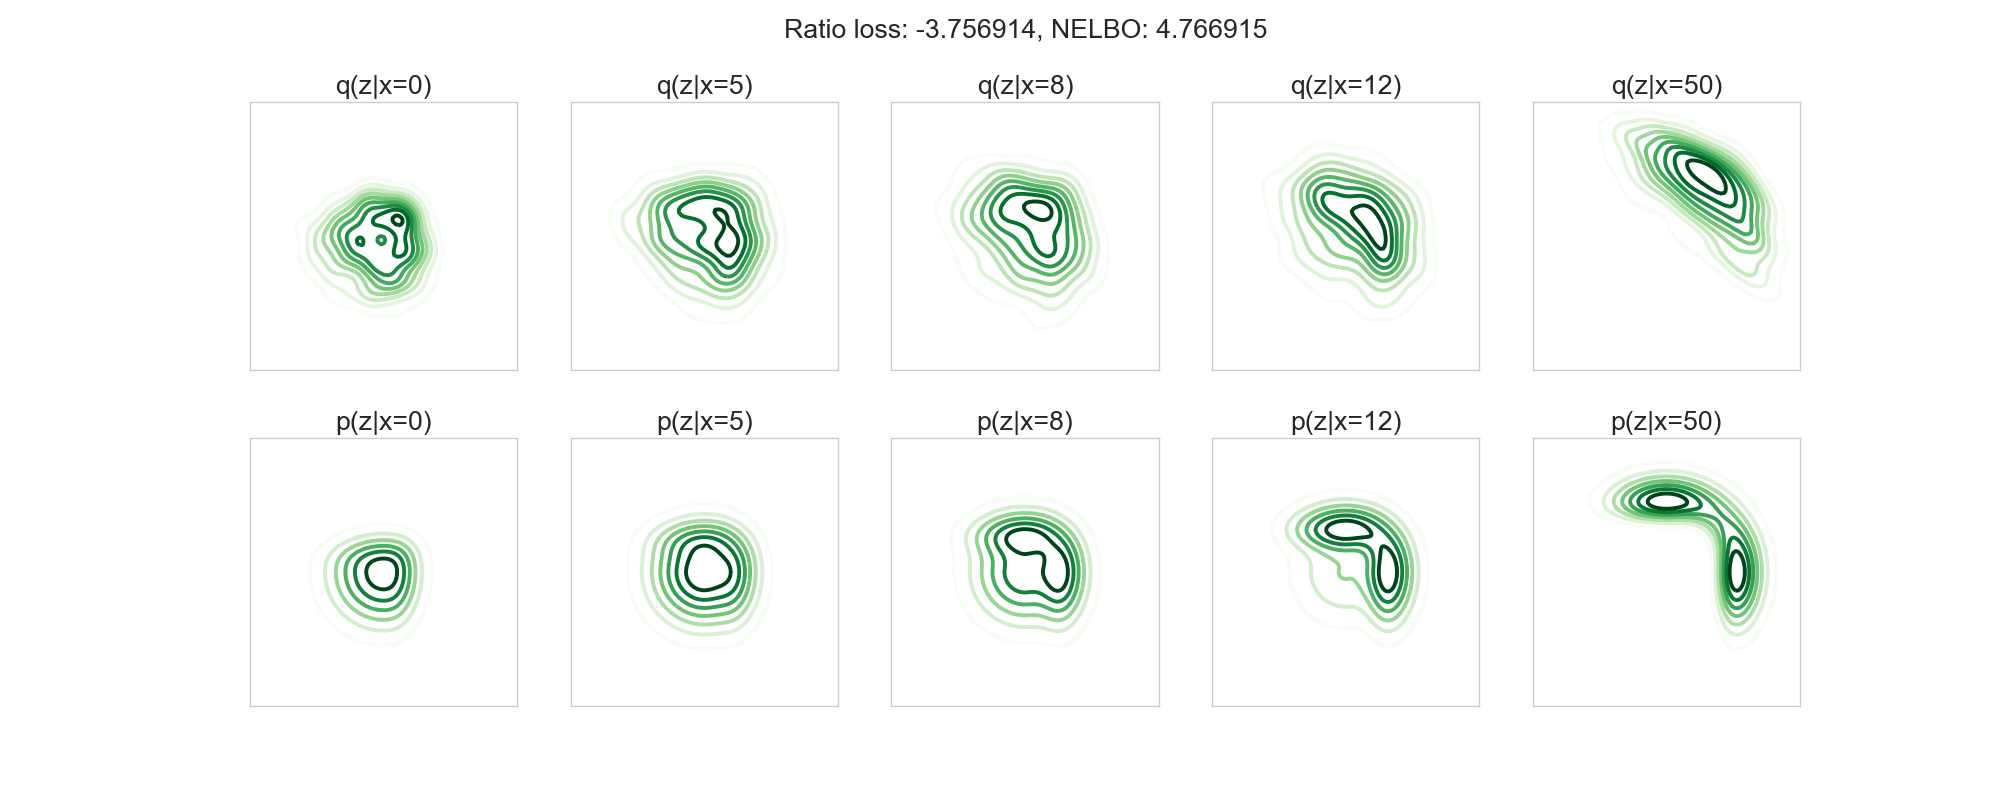 Ratio loss: -3.756914, NELBO: 4.766915
q(z|x=0) q(z|x=5) q(z|x=8) q(z|x=12) q(z|x=50)
p(z|x=0) p(z|x=5) p(z|x=8) p(z|x=12) p(z|x=50)